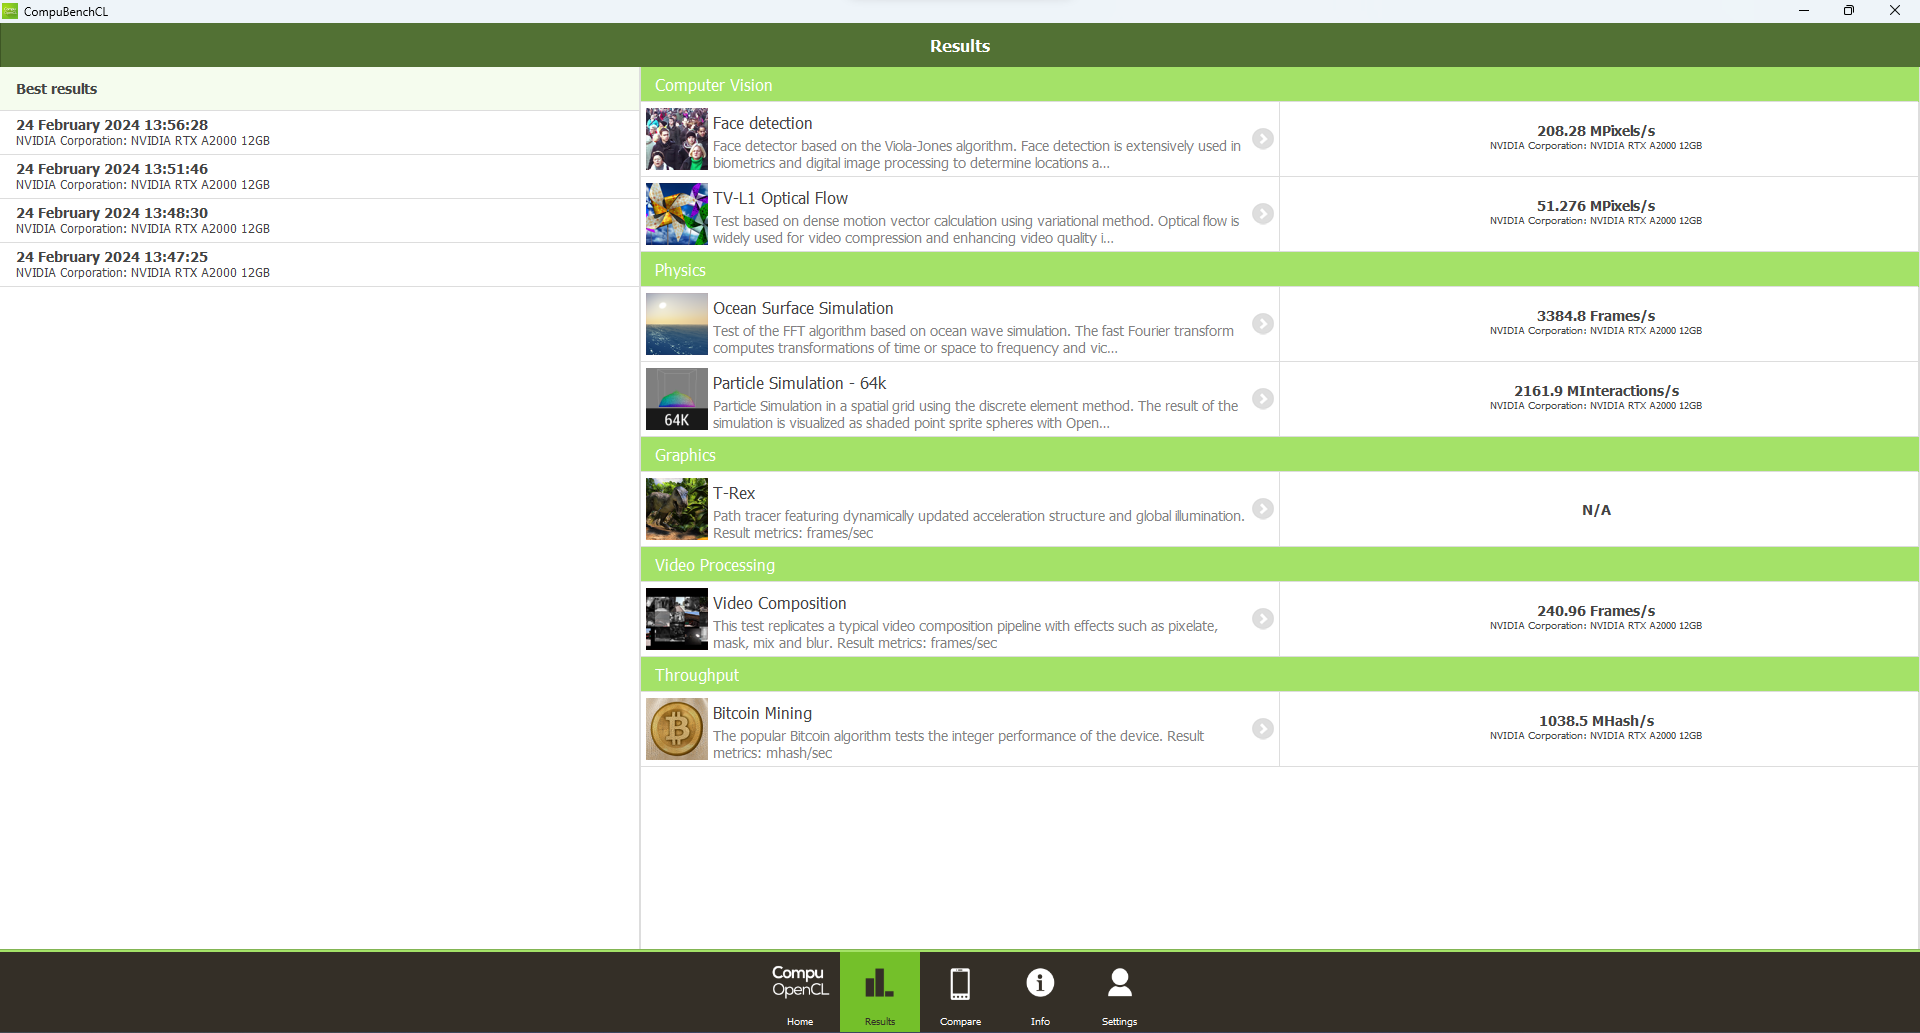 CompuBenchCL
Results
Best results
24 February 2024 13:56:28
NVIDIA Corporation: NVIDIA RTX A2000 12GB
24 February 2024 13:51:46
NVIDIA Corporation: NVIDIA RTX A2000 12GB
24 February 2024 13:48:30
NVIDIA Corporation: NVIDIA RTX A2000 12GB
24 February 2024 13:47:25
NVIDIA Corporation: NVIDIA RTX A2000 12GB
Computer Vision
Face detection
Face detector based on the Viola-Jones algorithm. Face detection is extensively used in
biometrics and digital image processing to determine locations a...
208.28 MPixels/s
NVIDIA Corporation: NVIDIA RTX A2000 12GB
TV-L1 Optical Flow
Test based on dense motion vector calculation using variational method. Optical flow is
widely used for video compression and enhancing video quality i...
51.276 MPixels/s
NVIDIA Corporation: NVIDIA RTX A2000 12GB
Physics
Ocean Surface Simulation
Test of the FFT algorithm based on ocean wave simulation. The fast Fourier transform
computes transformations of time or space to frequency and vic...
3384.8 Frames/s
NVIDIA Corporation: NVIDIA RTX A2000 12GB
64K
Particle Simulation - 64k
Particle Simulation in a spatial grid using the discrete element method. The result of the
simulation is visualized as shaded point sprite spheres with Open...
2161.9 MInteractions/s
NVIDIA Corporation: NVIDIA RTX A2000 12GB
Graphics
T-Rex
Path tracer featuring dynamically updated acceleration structure and global illumination.
Result metrics: frames/sec
N/A
Video Processing
Video Composition
This test replicates a typical video composition pipeline with effects such as pixelate,
mask, mix and blur. Result metrics: frames/sec
240.96 Frames/s
NVIDIA Corporation: NVIDIA RTX A2000 12GB
Throughput
Bitcoin Mining
The popular Bitcoin algorithm tests the integer performance of the device. Result
metrics: mhash/sec
1038.5 MHash/s
NVIDIA Corporation: NVIDIA RTX A2000 12GB
Compu
OpenCL
Home
Results
Compare
Info
Settings